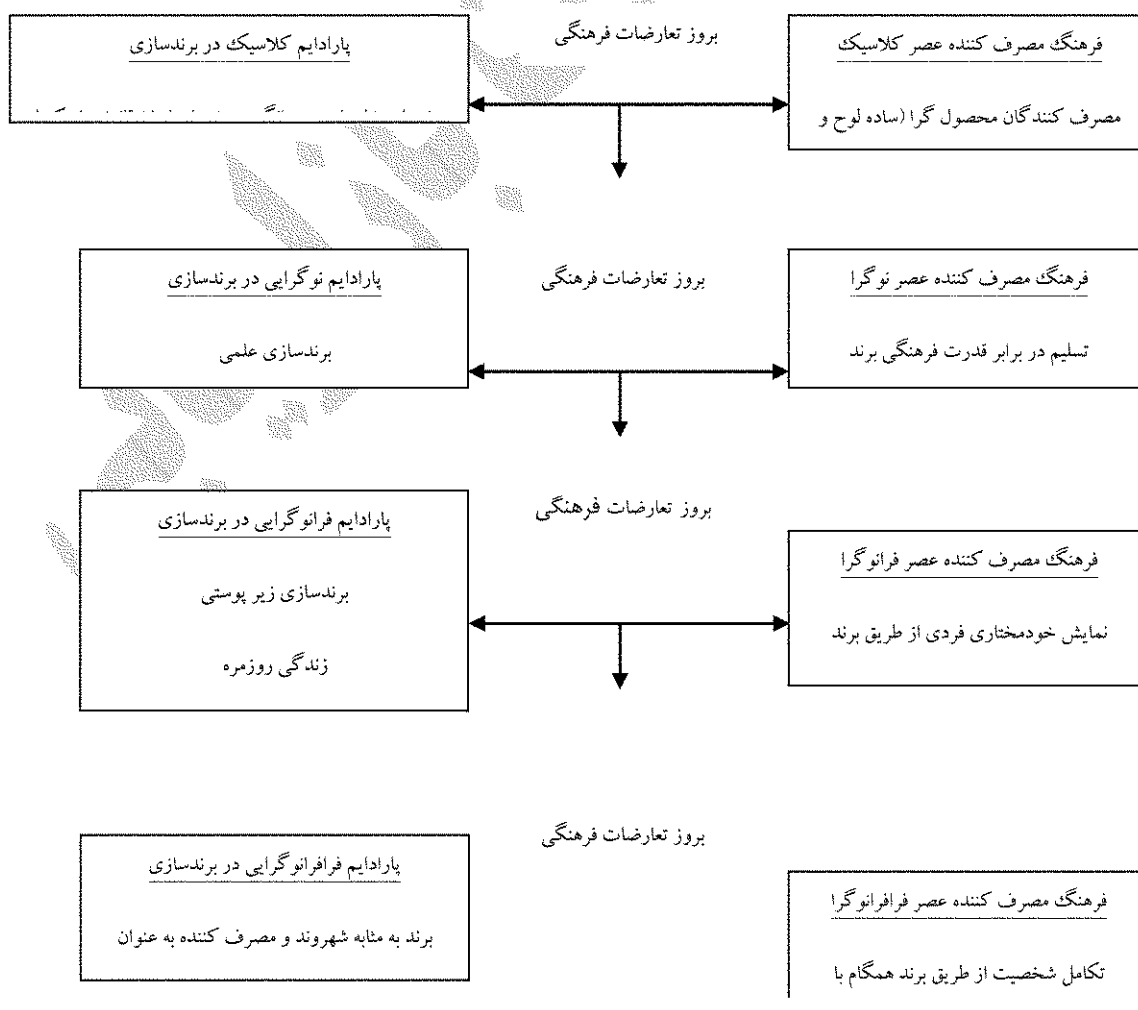 فرهنگ مصرف کننده عصر کلاسیک
مصرف کنندگان محصول گرا (ساده لوح و
بروز تعارضات فرهنگی
پارادایم کلاسیک در برندسازی
فرهنگ مصرف کننده عصر نوگرا
تسلیم در برابر قدرت فرهنگی برند
بروز تعارضات فرهنگی
پارادایم نوگرایی در برندسازی
برندسازی علمی
فرهنگ مصرف کننده عصر فرانوگرا
نمایش خودمختاری فردی از طریق برند
بروز تعارضات فرهنگی
پارادایم فرانوگرایی در برندسازی
برندسازی زیر پوستی
زندگی روزمره
فرهنگ مصرف کننده عصر فرافرانوگرا
تکامل شخصیت از طریق برند همگام با
بروز تعارضات فرهنگی
پارادایم فرافرانوگرایی در برندسازی
برند به مثابه شهروند و مصرف کننده به عنوان